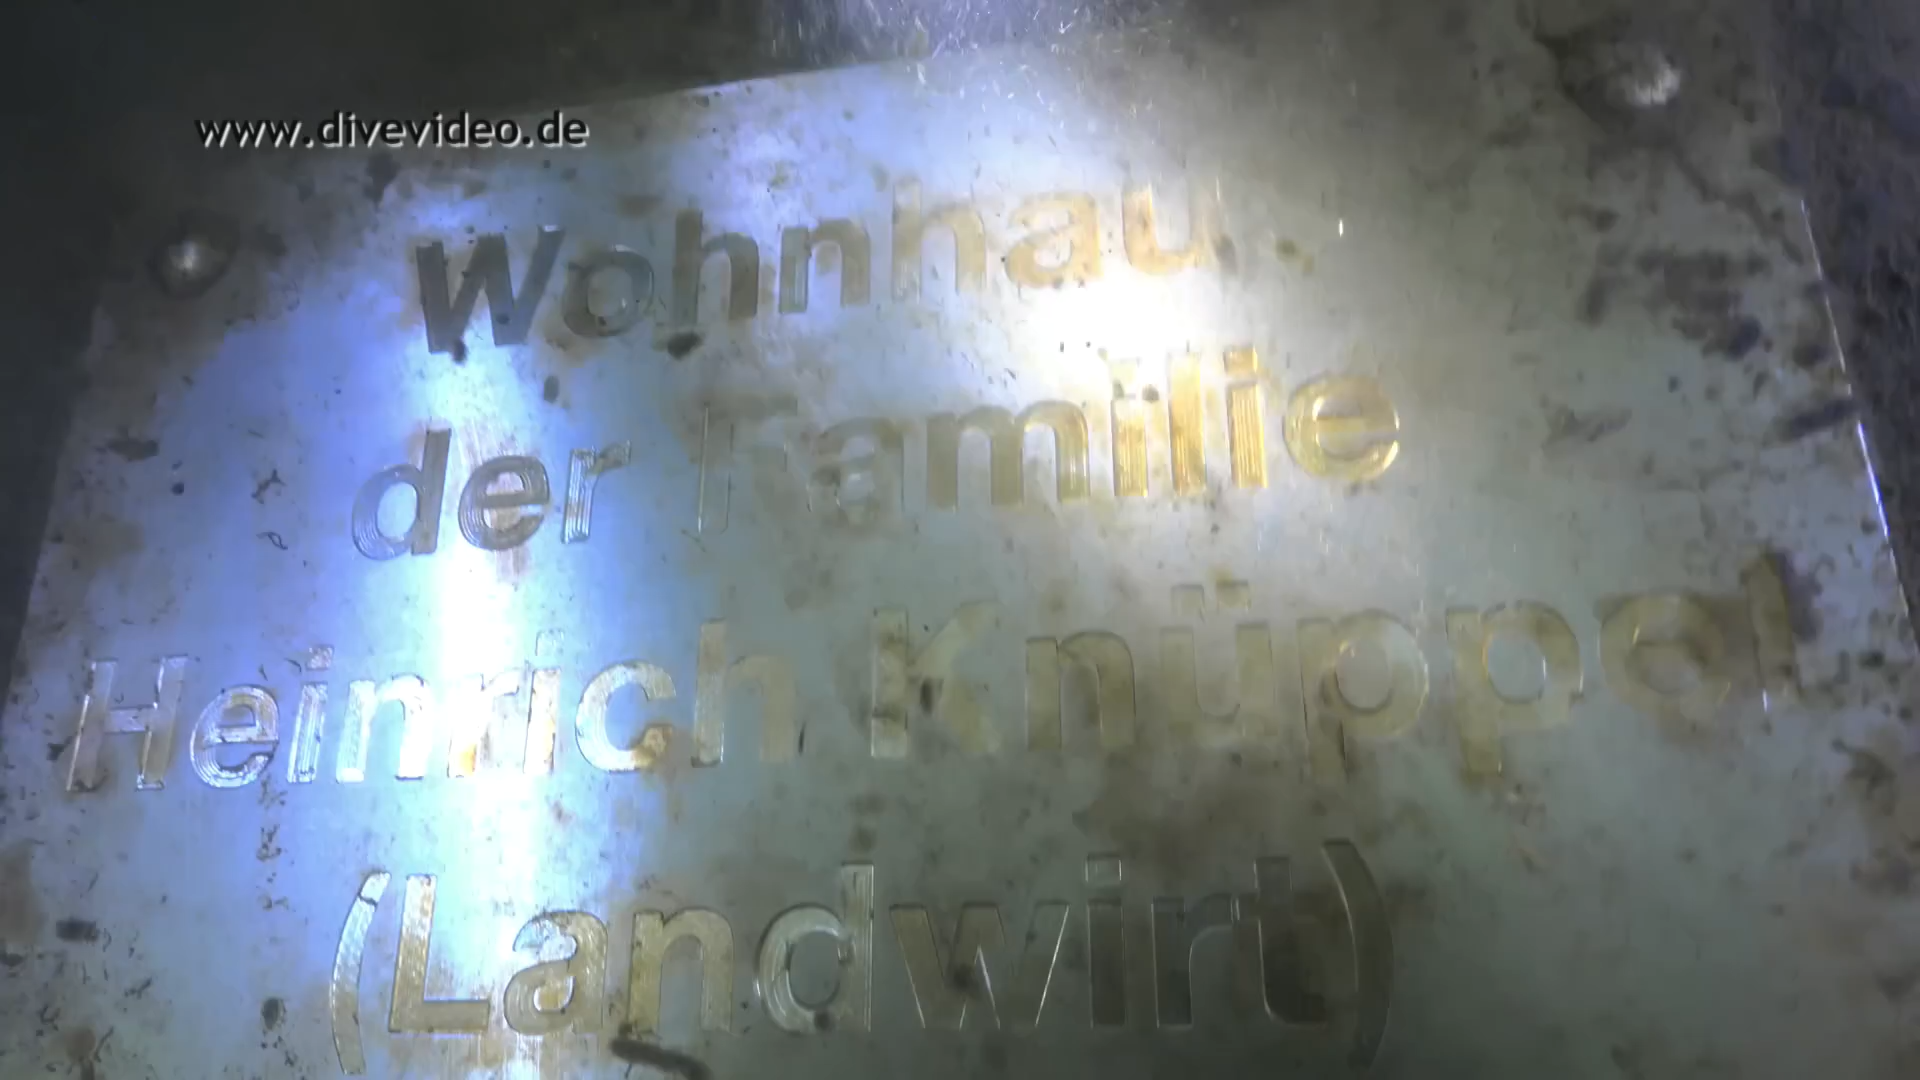 www.divevideo.de
Wohnhau
der Familie
Heinrich Knüppel
(Landwirt)